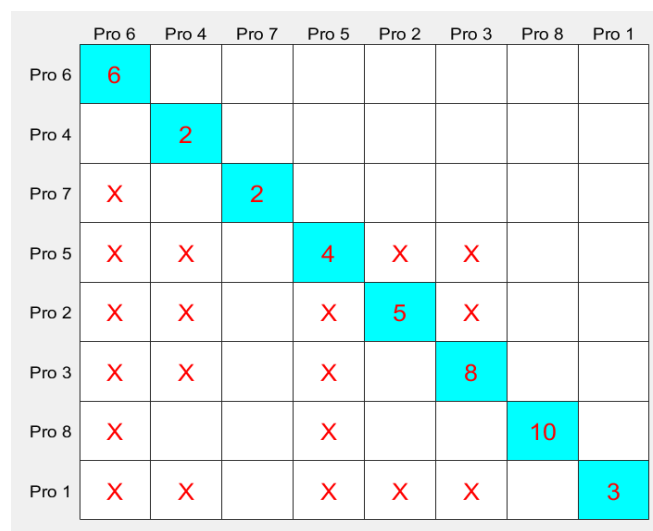 Pro 6 Pro 4 Pro 7 Pro 5 Pro 2 Pro 3 Pro 8 Pro 1
Pro 6 6
Pro 4 2
Pro 7 X 2
Pro 5 X X 4 X X
Pro 2 X X X 5 X
Pro 3 X X X 8
Pro 8 X X 10
Pro 1 X X X X X 3